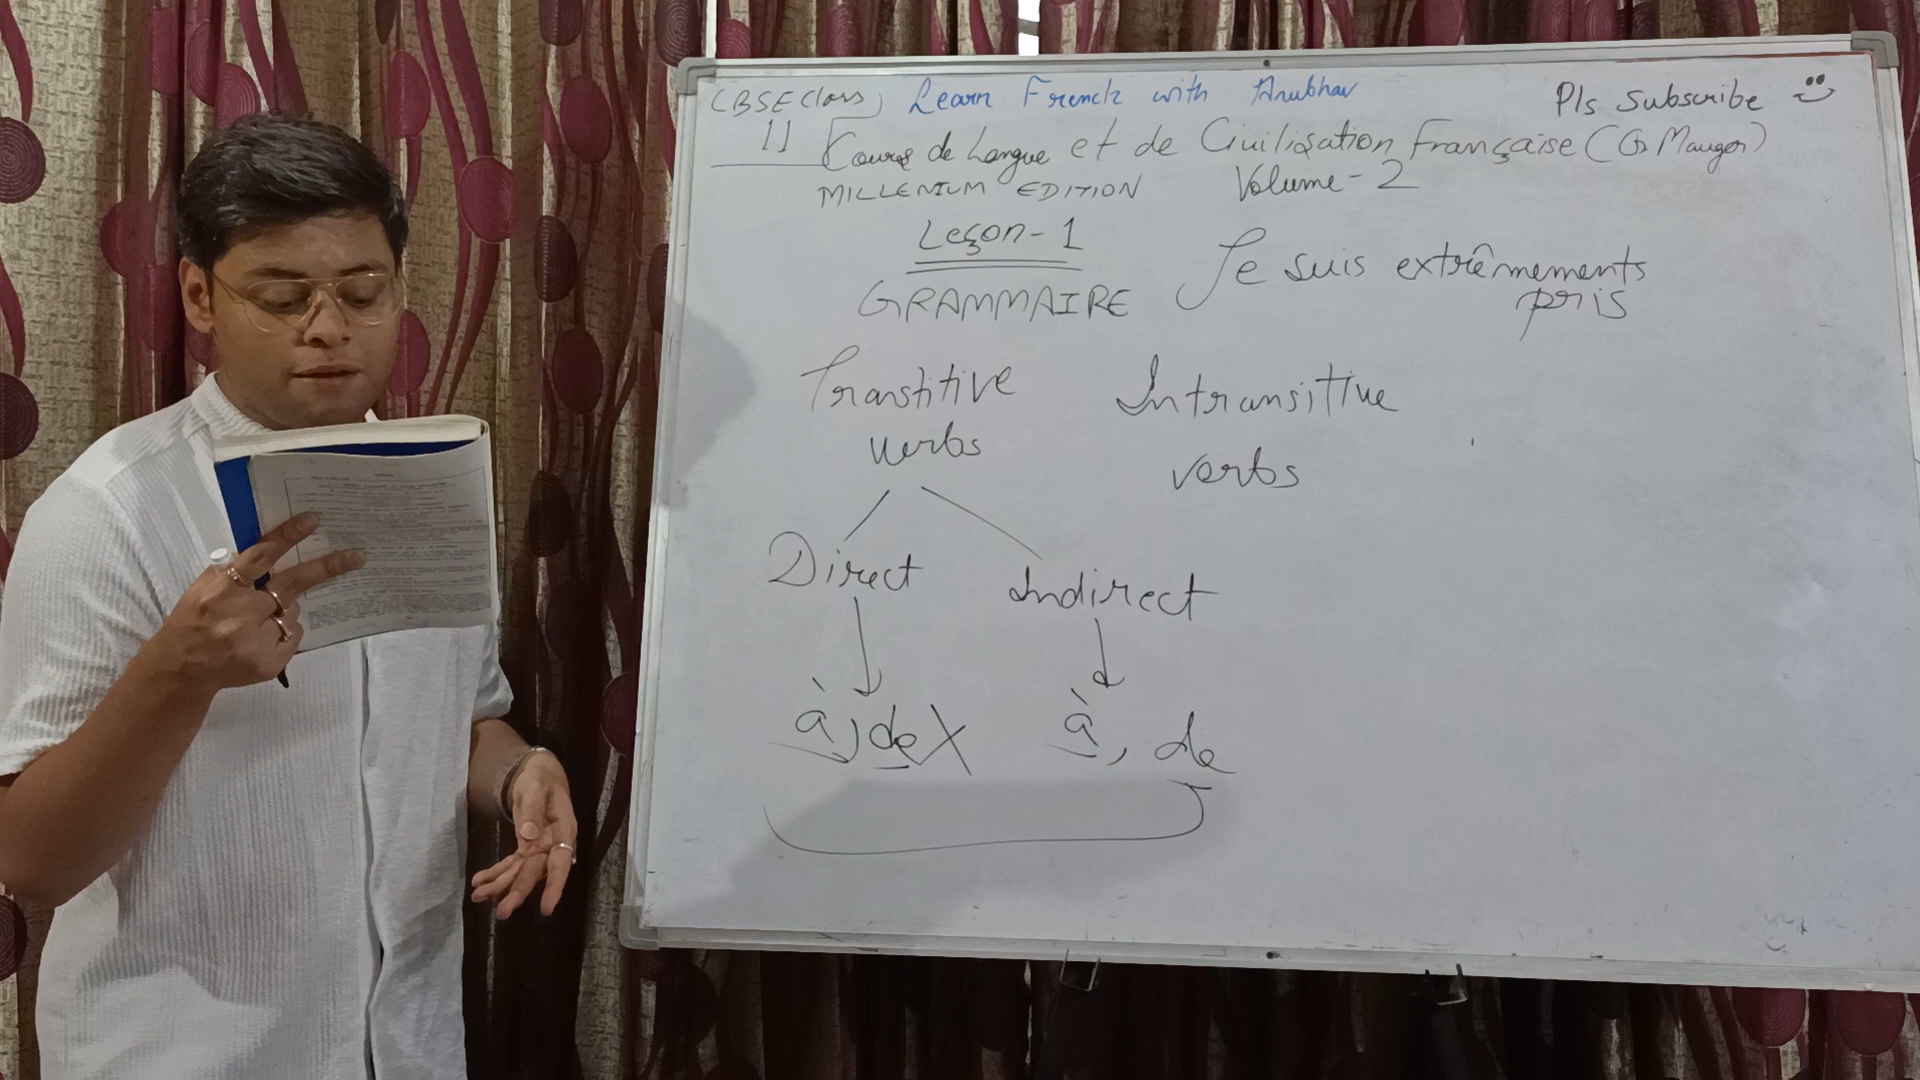 CBSE Class Learn French with Anubhav Pls Subscribe
11 Cours de Langue et de Civilisation Française (G. Mauger)
MILLENIUM EDITION Volume - 2
Leçon - 1
Je suis extrêmements
GRAMMAIRE
pris
Transtitive
verbs
Intransitive
verbs
Direct
Indirect
à, de X
à, de